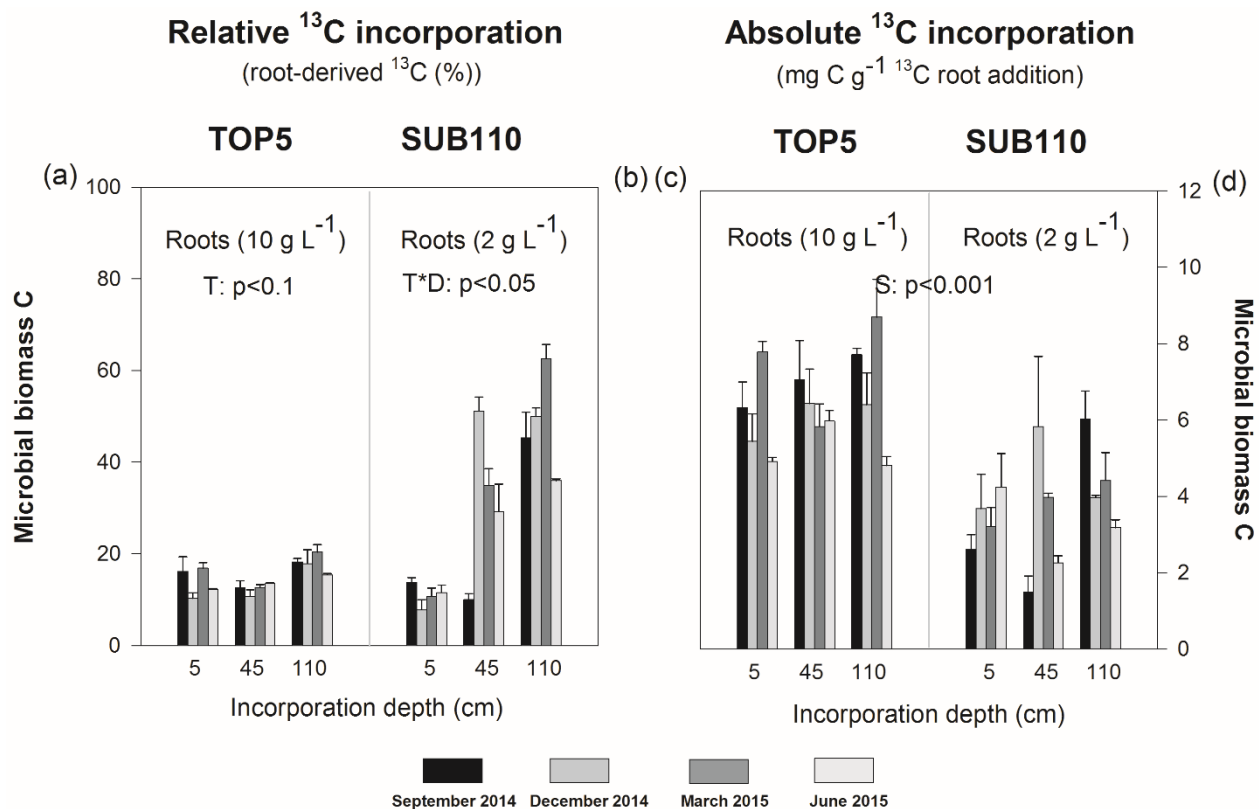 Relative ¹³C incorporation
(root-derived ¹³C (%))
Absolute ¹³C incorporation
(mg C g⁻¹ ¹³C root addition)
TOP5
SUB110
TOP5
SUB110
(a)
(b)
(c)
(d)
Roots (10 g L⁻¹)
T: p<0.1
Roots (2 g L⁻¹)
T*D: p<0.05
Roots (10 g L⁻¹)
Roots (2 g L⁻¹)
S: p<0.001
Microbial biomass C
100
80
60
40
20
0
12
10
8
6
4
2
0
Microbial biomass C
5 45 110
5 45 110
5 45 110
5 45 110
Incorporation depth (cm)
Incorporation depth (cm)
September 2014
December 2014
March 2015
June 2015